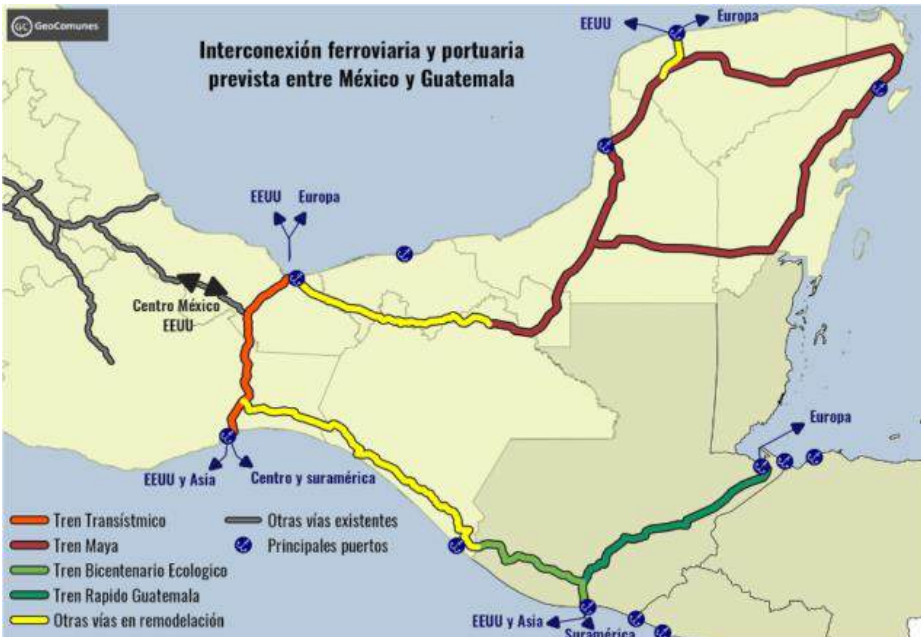 GC GeoComunes
Interconexión ferroviaria y portuaria
prevista entre México y Guatemala
EEUU
Europa
EEUU
Europa
Centro México
EEUU
Europa
EEUU y Asia
Centro y suramérica
Tren Transístmico
Tren Maya
Tren Bicentenario Ecologico
Tren Rapido Guatemala
Otras vías en remodelación
Otras vías existentes
Principales puertos
EEUU y Asia
Suramérica